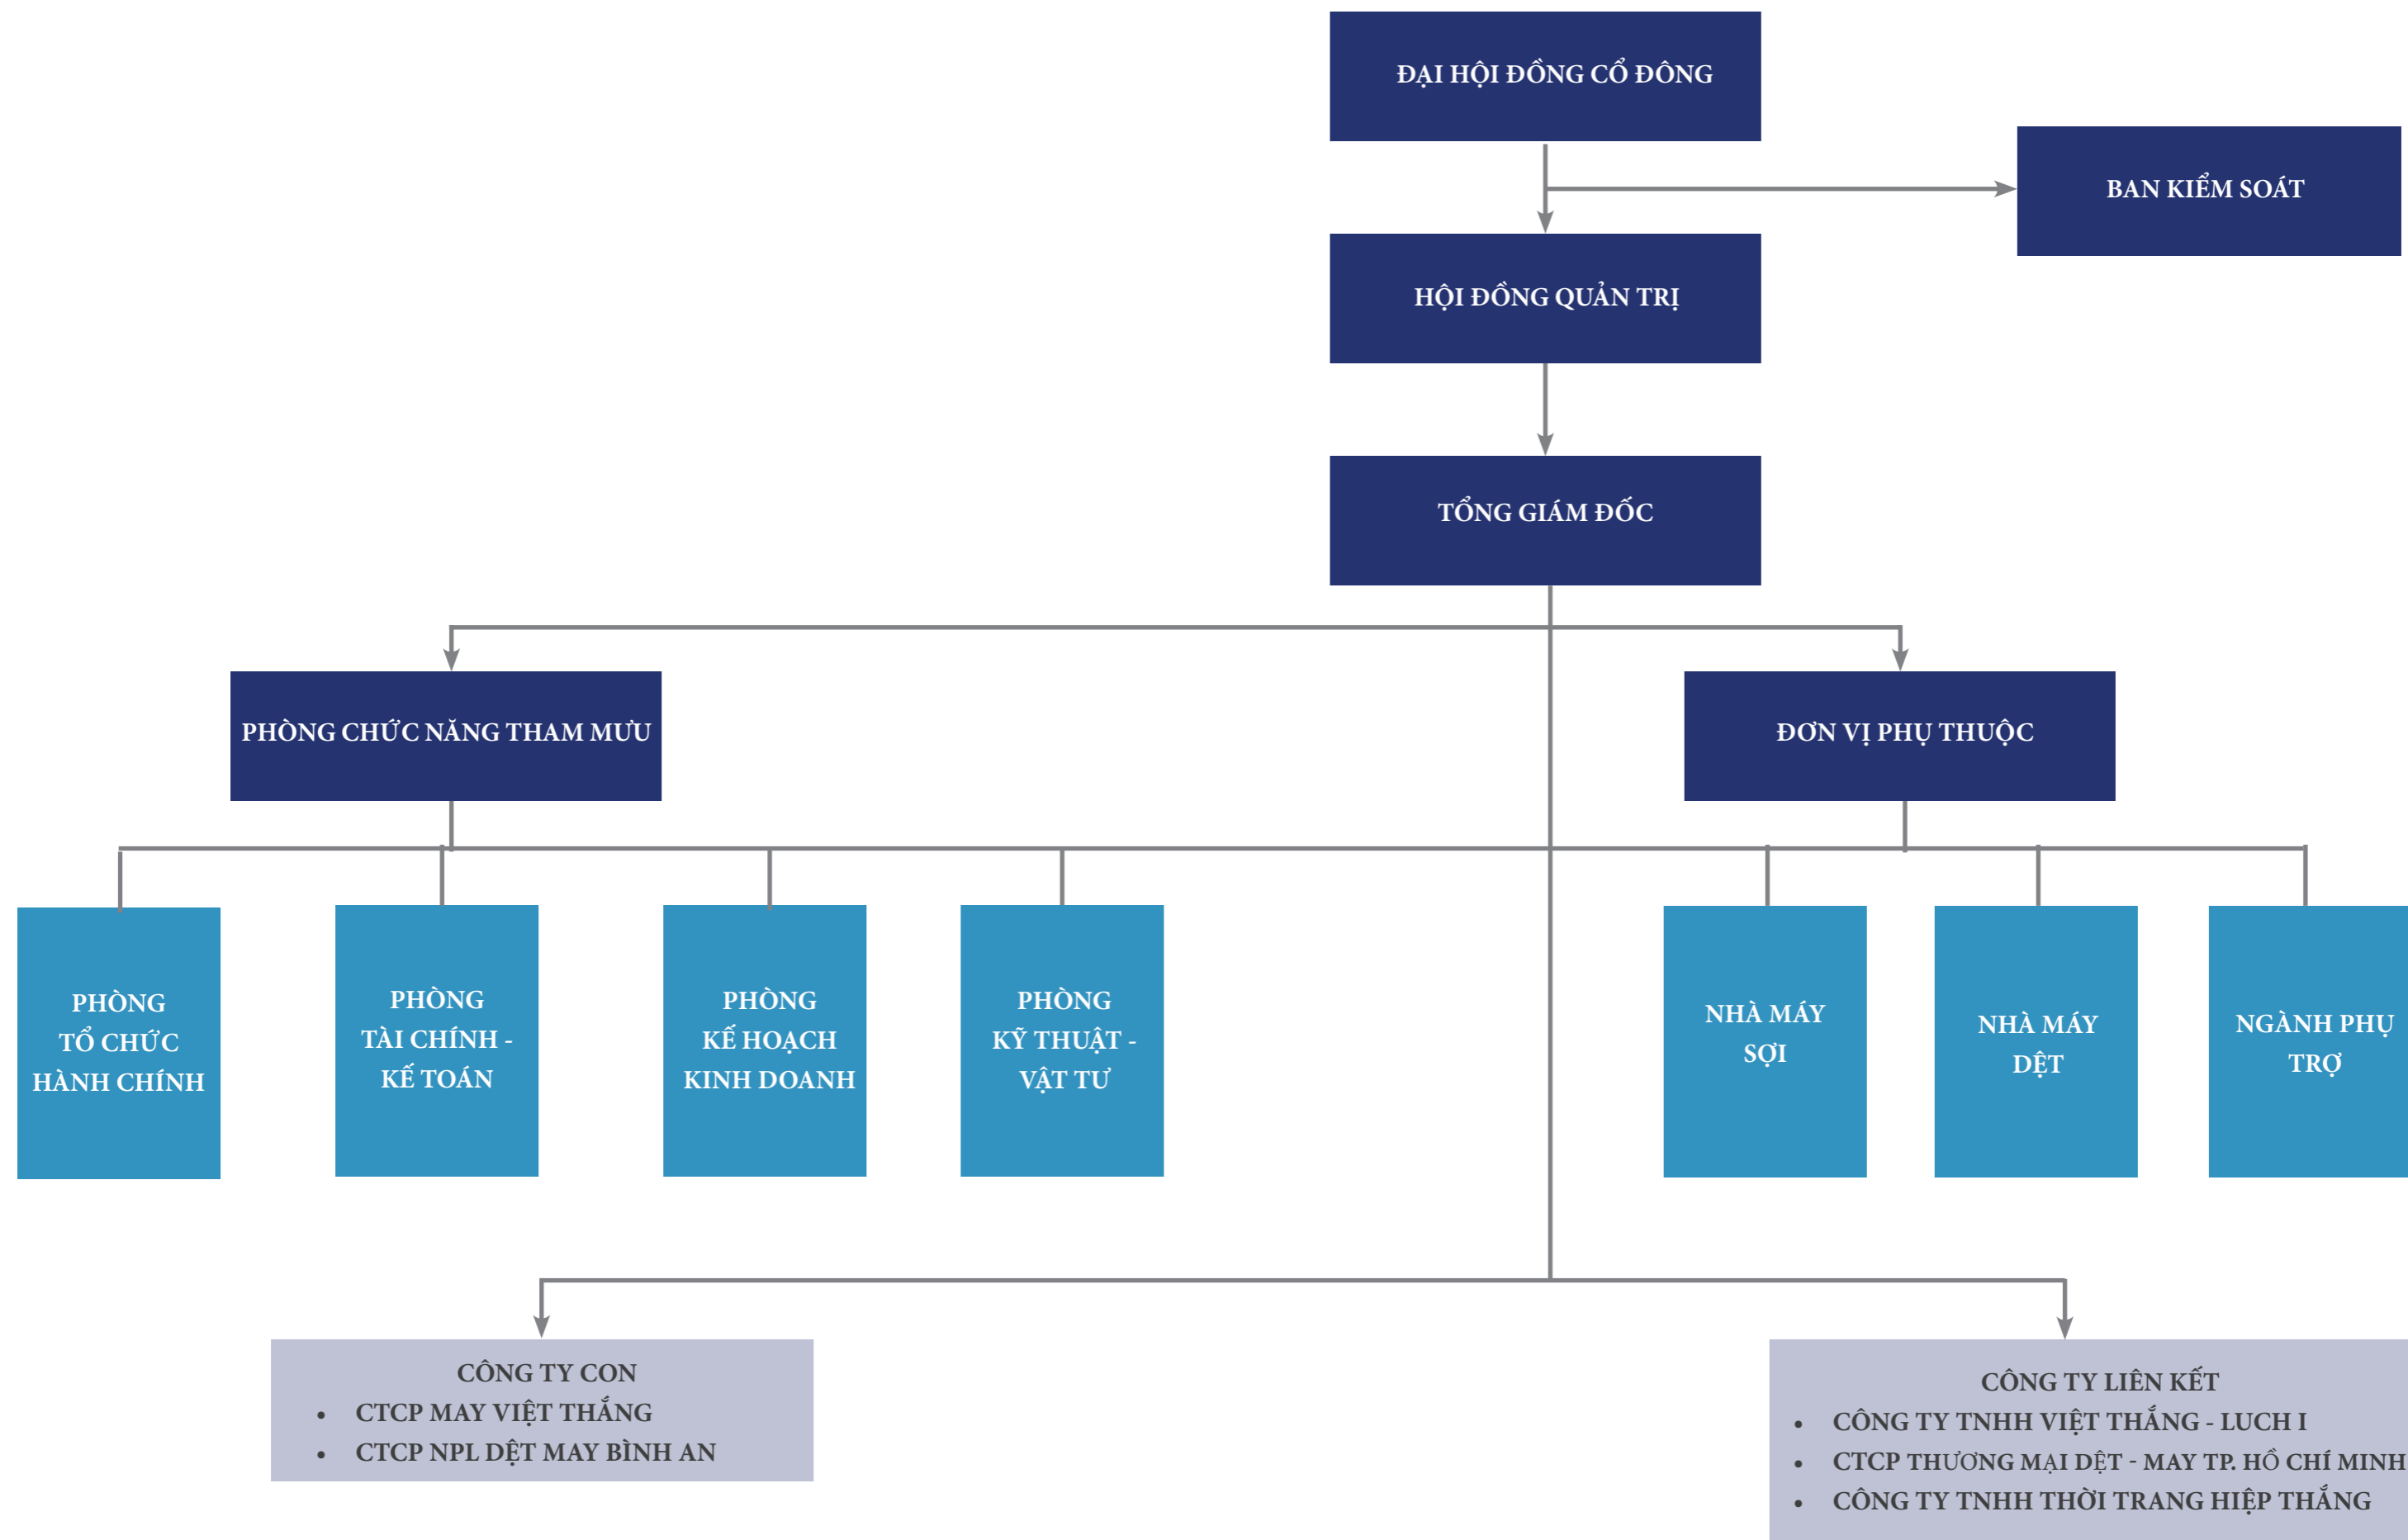 ĐẠI HỘI ĐỒNG CỔ ĐÔNG
BAN KIỂM SOÁT
HỘI ĐỒNG QUẢN TRỊ
TỔNG GIÁM ĐỐC
PHÒNG CHỨC NĂNG THAM MƯU
ĐƠN VỊ PHỤ THUỘC
PHÒNG
TỔ CHỨC
HÀNH CHÍNH
PHÒNG
TÀI CHÍNH -
KẾ TOÁN
PHÒNG
KẾ HOẠCH
KINH DOANH
PHÒNG
KỸ THUẬT -
VẬT TƯ
NHÀ MÁY
SỢI
NHÀ MÁY
DỆT
NGÀNH PHỤ
TRỢ
CÔNG TY CON
• CTCP MAY VIỆT THẮNG
• CTCP NPL DỆT MAY BÌNH AN
CÔNG TY LIÊN KẾT
• CÔNG TY TNHH VIỆT THẮNG - LUCH I
• CTCP THƯƠNG MẠI DỆT - MAY TP. HỒ CHÍ MINH
• CÔNG TY TNHH THỜI TRANG HIỆP THẮNG